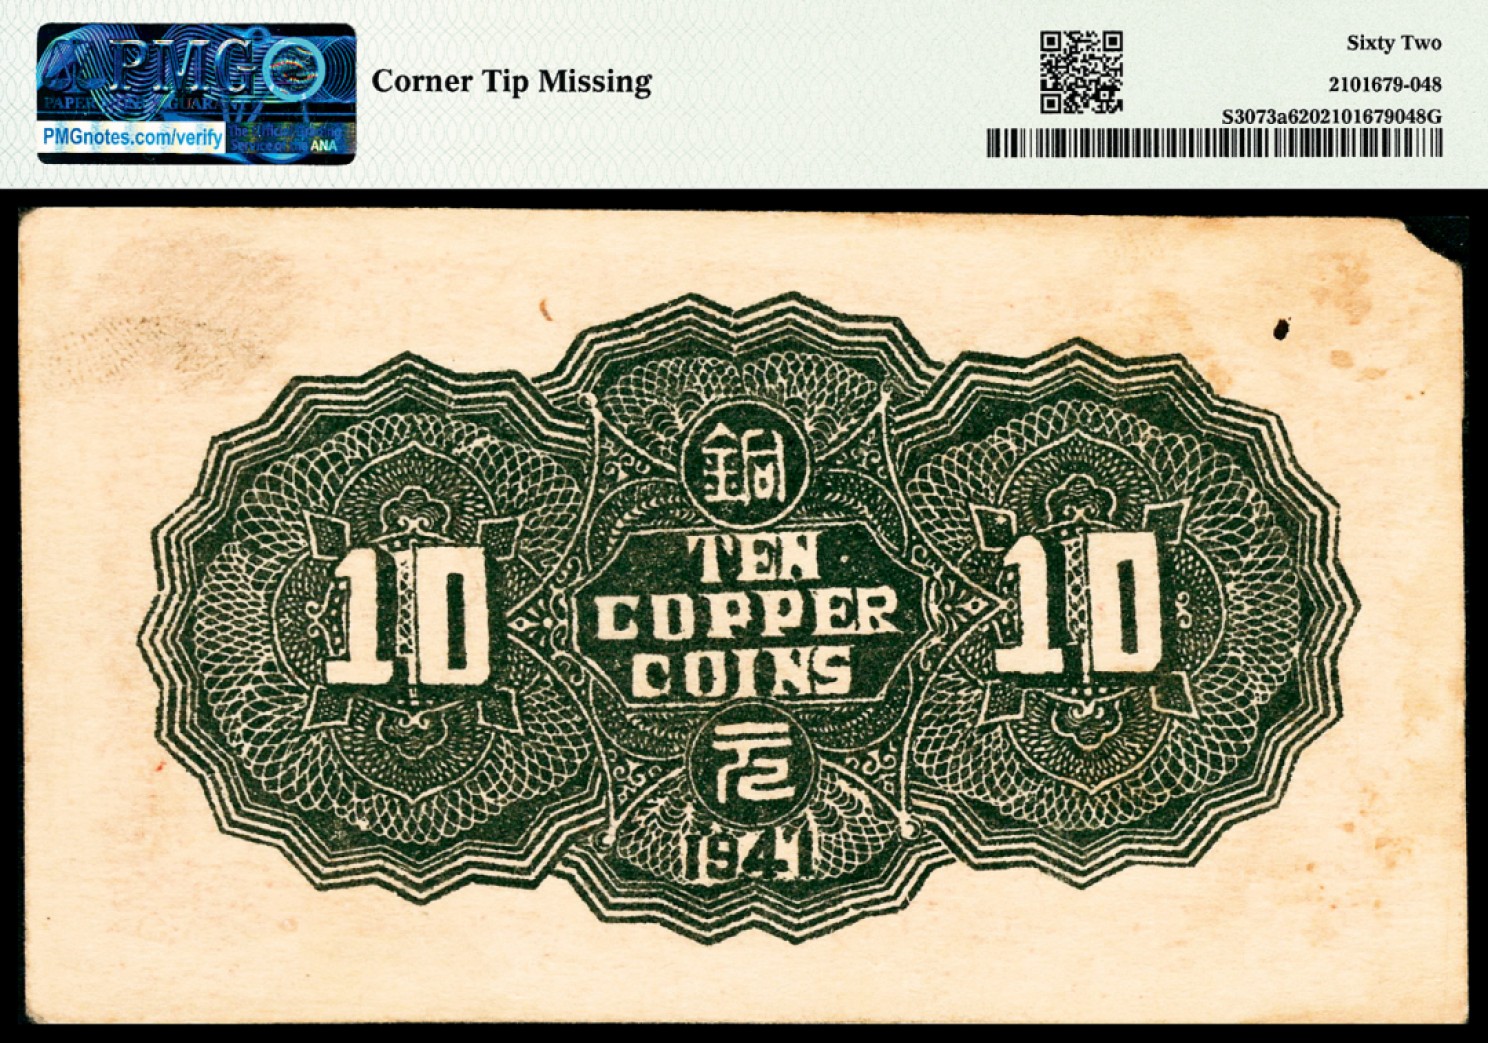 PMG
PMGnotes.com/verify
ANA
Corner Tip Missing
Sixty Two
2101679-048
S3073a6202101679048G
銅
TEN
COPPER
COINS
10
10
元
1941